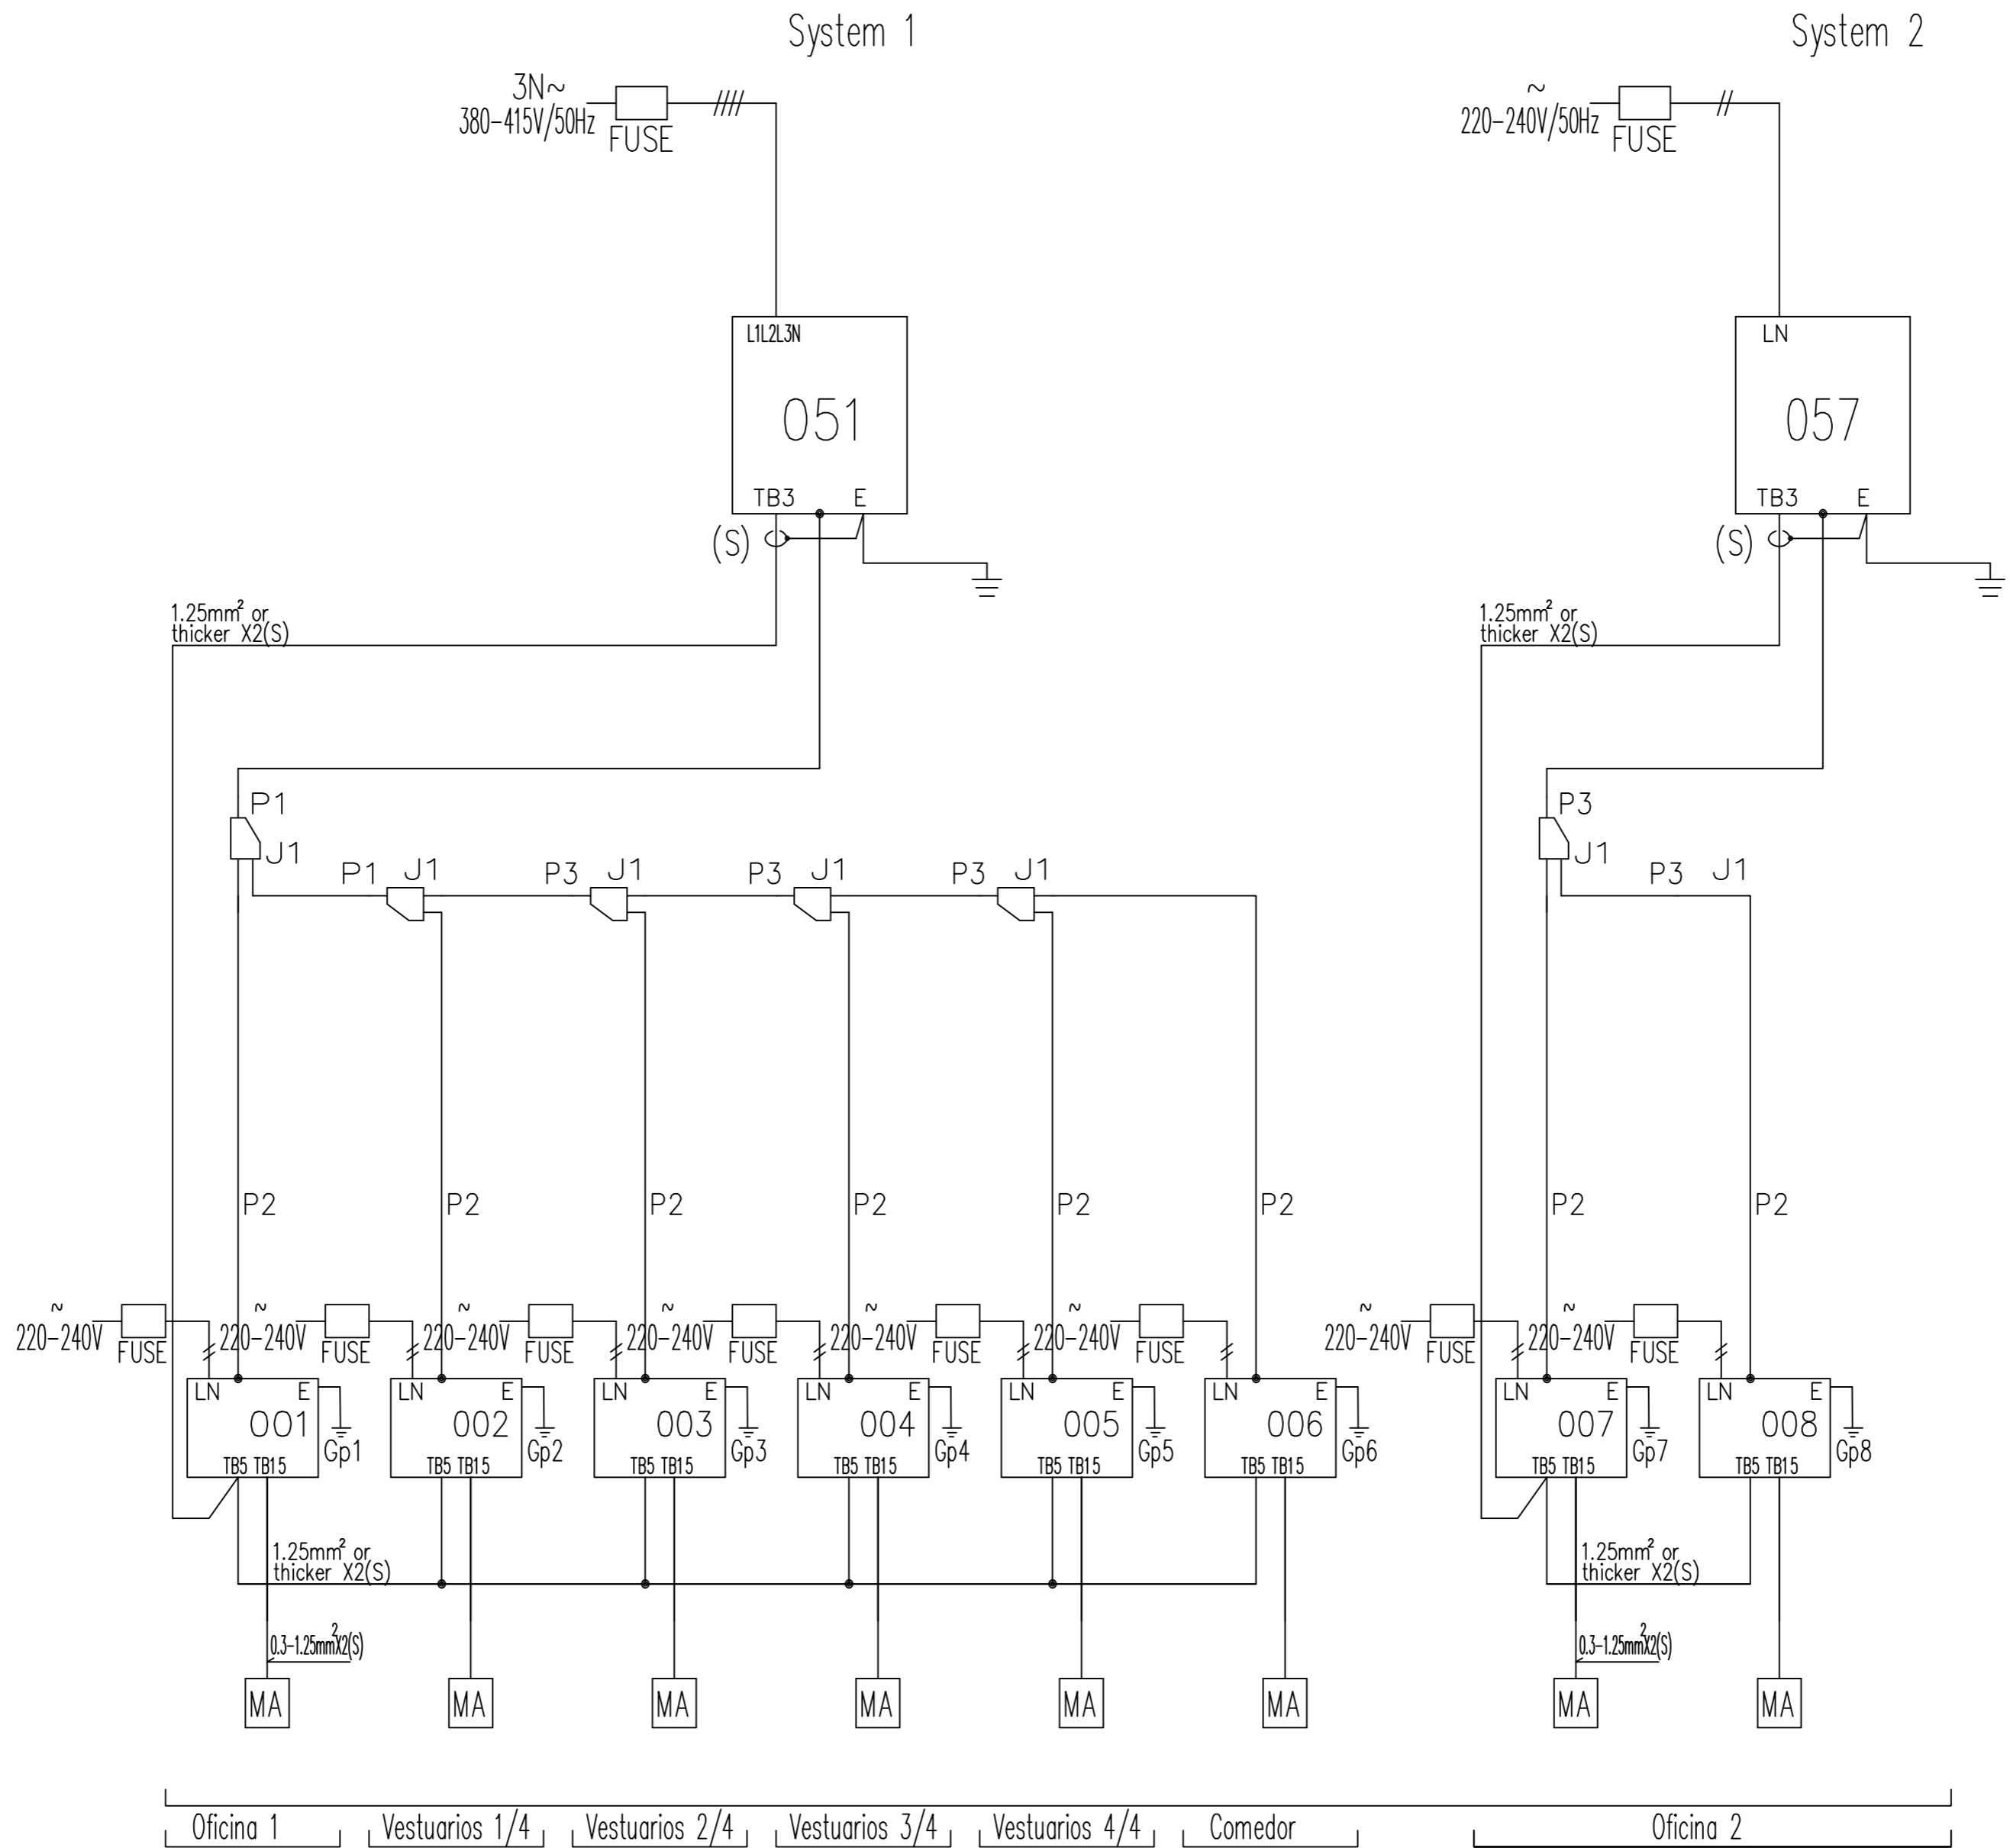 System 1
System 2
3N~
380-415V/50Hz
FUSE
~
220-240V/50Hz
FUSE
L1L2L3N
051
TB3 E
(S)
LN
057
TB3 E
(S)
1.25mm² or
thicker X2(S)
1.25mm² or
thicker X2(S)
P1
J1
P1 J1
P3 J1
P3 J1
P3 J1
P3
J1
P3 J1
P2
P2
P2
P2
P2
P2
P2
P2
~
220-240V
FUSE
~
220-240V
FUSE
~
220-240V
FUSE
~
220-240V
FUSE
~
220-240V
FUSE
~
220-240V
FUSE
~
220-240V
FUSE
~
220-240V
FUSE
LN E
001
TB5 TB15
Gp1
LN E
002
TB5 TB15
Gp2
LN E
003
TB5 TB15
Gp3
LN E
004
TB5 TB15
Gp4
LN E
005
TB5 TB15
Gp5
LN E
006
TB5 TB15
Gp6
LN E
007
TB5 TB15
Gp7
LN E
008
TB5 TB15
Gp8
1.25mm² or
thicker X2(S)
1.25mm² or
thicker X2(S)
0.3-1.25mm²X2(S)
0.3-1.25mm²X2(S)
MA
MA
MA
MA
MA
MA
MA
MA
Oficina 1
Vestuarios 1/4
Vestuarios 2/4
Vestuarios 3/4
Vestuarios 4/4
Comedor
Oficina 2